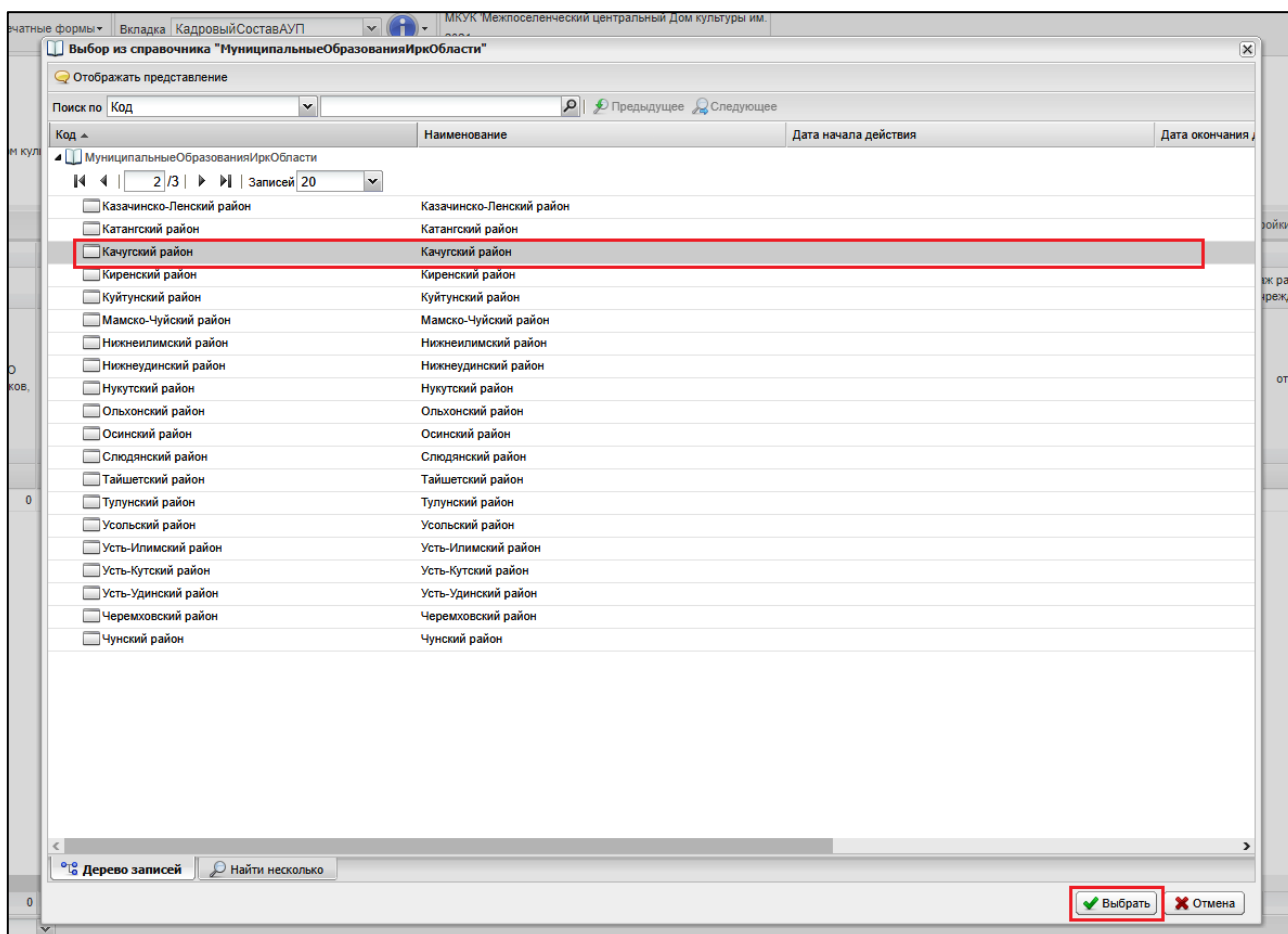 чатные формы Вкладка КадровыйСоставАУП МКУК 'Межпоселенческий центральный Дом культуры им.
Выбор из справочника "МуниципальныеОбразованияИркОбласти"
Отображать представление
Поиск по Код Предыдущее Следующее
Код Наименование Дата начала действия Дата окончания д
МуниципальныеОбразованияИркОбласти
2 /3 Записей 20
Казачинско-Ленский район Казачинско-Ленский район
Катангский район Катангский район
Качугский район Качугский район
Киренский район Киренский район
Куйтунский район Куйтунский район
Мамско-Чуйский район Мамско-Чуйский район
Нижнеилимский район Нижнеилимский район
Нижнеудинский район Нижнеудинский район
Нукутский район Нукутский район
Ольхонский район Ольхонский район
Осинский район Осинский район
Слюдянский район Слюдянский район
Тайшетский район Тайшетский район
0 Тулунский район Тулунский район
Усольский район Усольский район
Усть-Илимский район Усть-Илимский район
Усть-Кутский район Усть-Кутский район
Усть-Удинский район Усть-Удинский район
Черемховский район Черемховский район
Чунский район Чунский район
Дерево записей Найти несколько
0 Выбрать Отмена